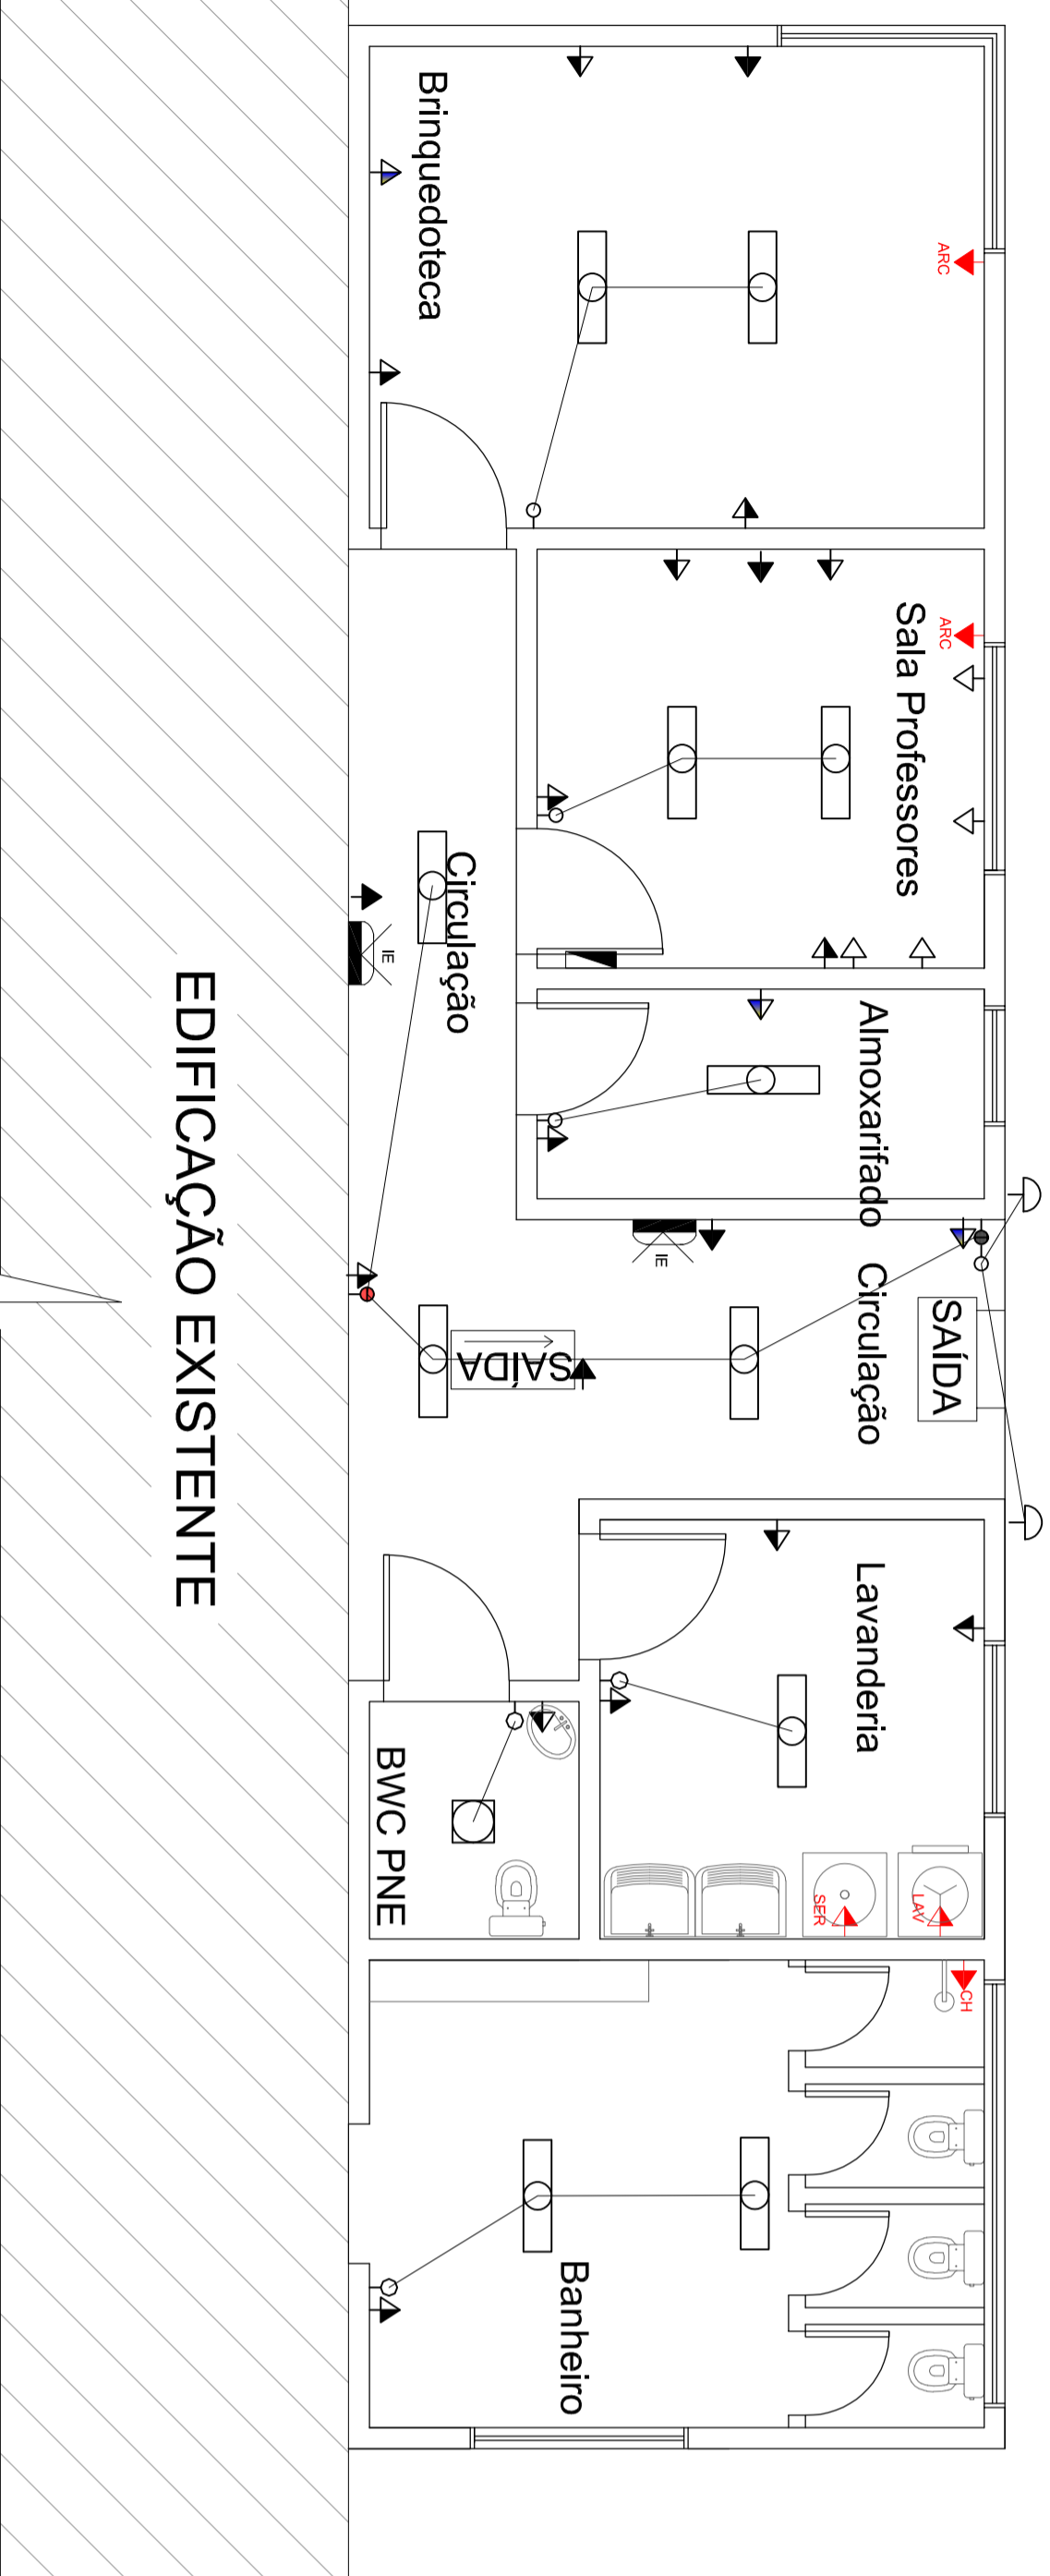 Brinquedoteca
ARC
Sala Professores
ARC
Circulação
IE
Almoxarifado
IE
Circulação
SAÍDA
SAÍDA
EDIFICAÇÃO EXISTENTE
Lavanderia
BWC PNE
SER
LAV
CH
Banheiro